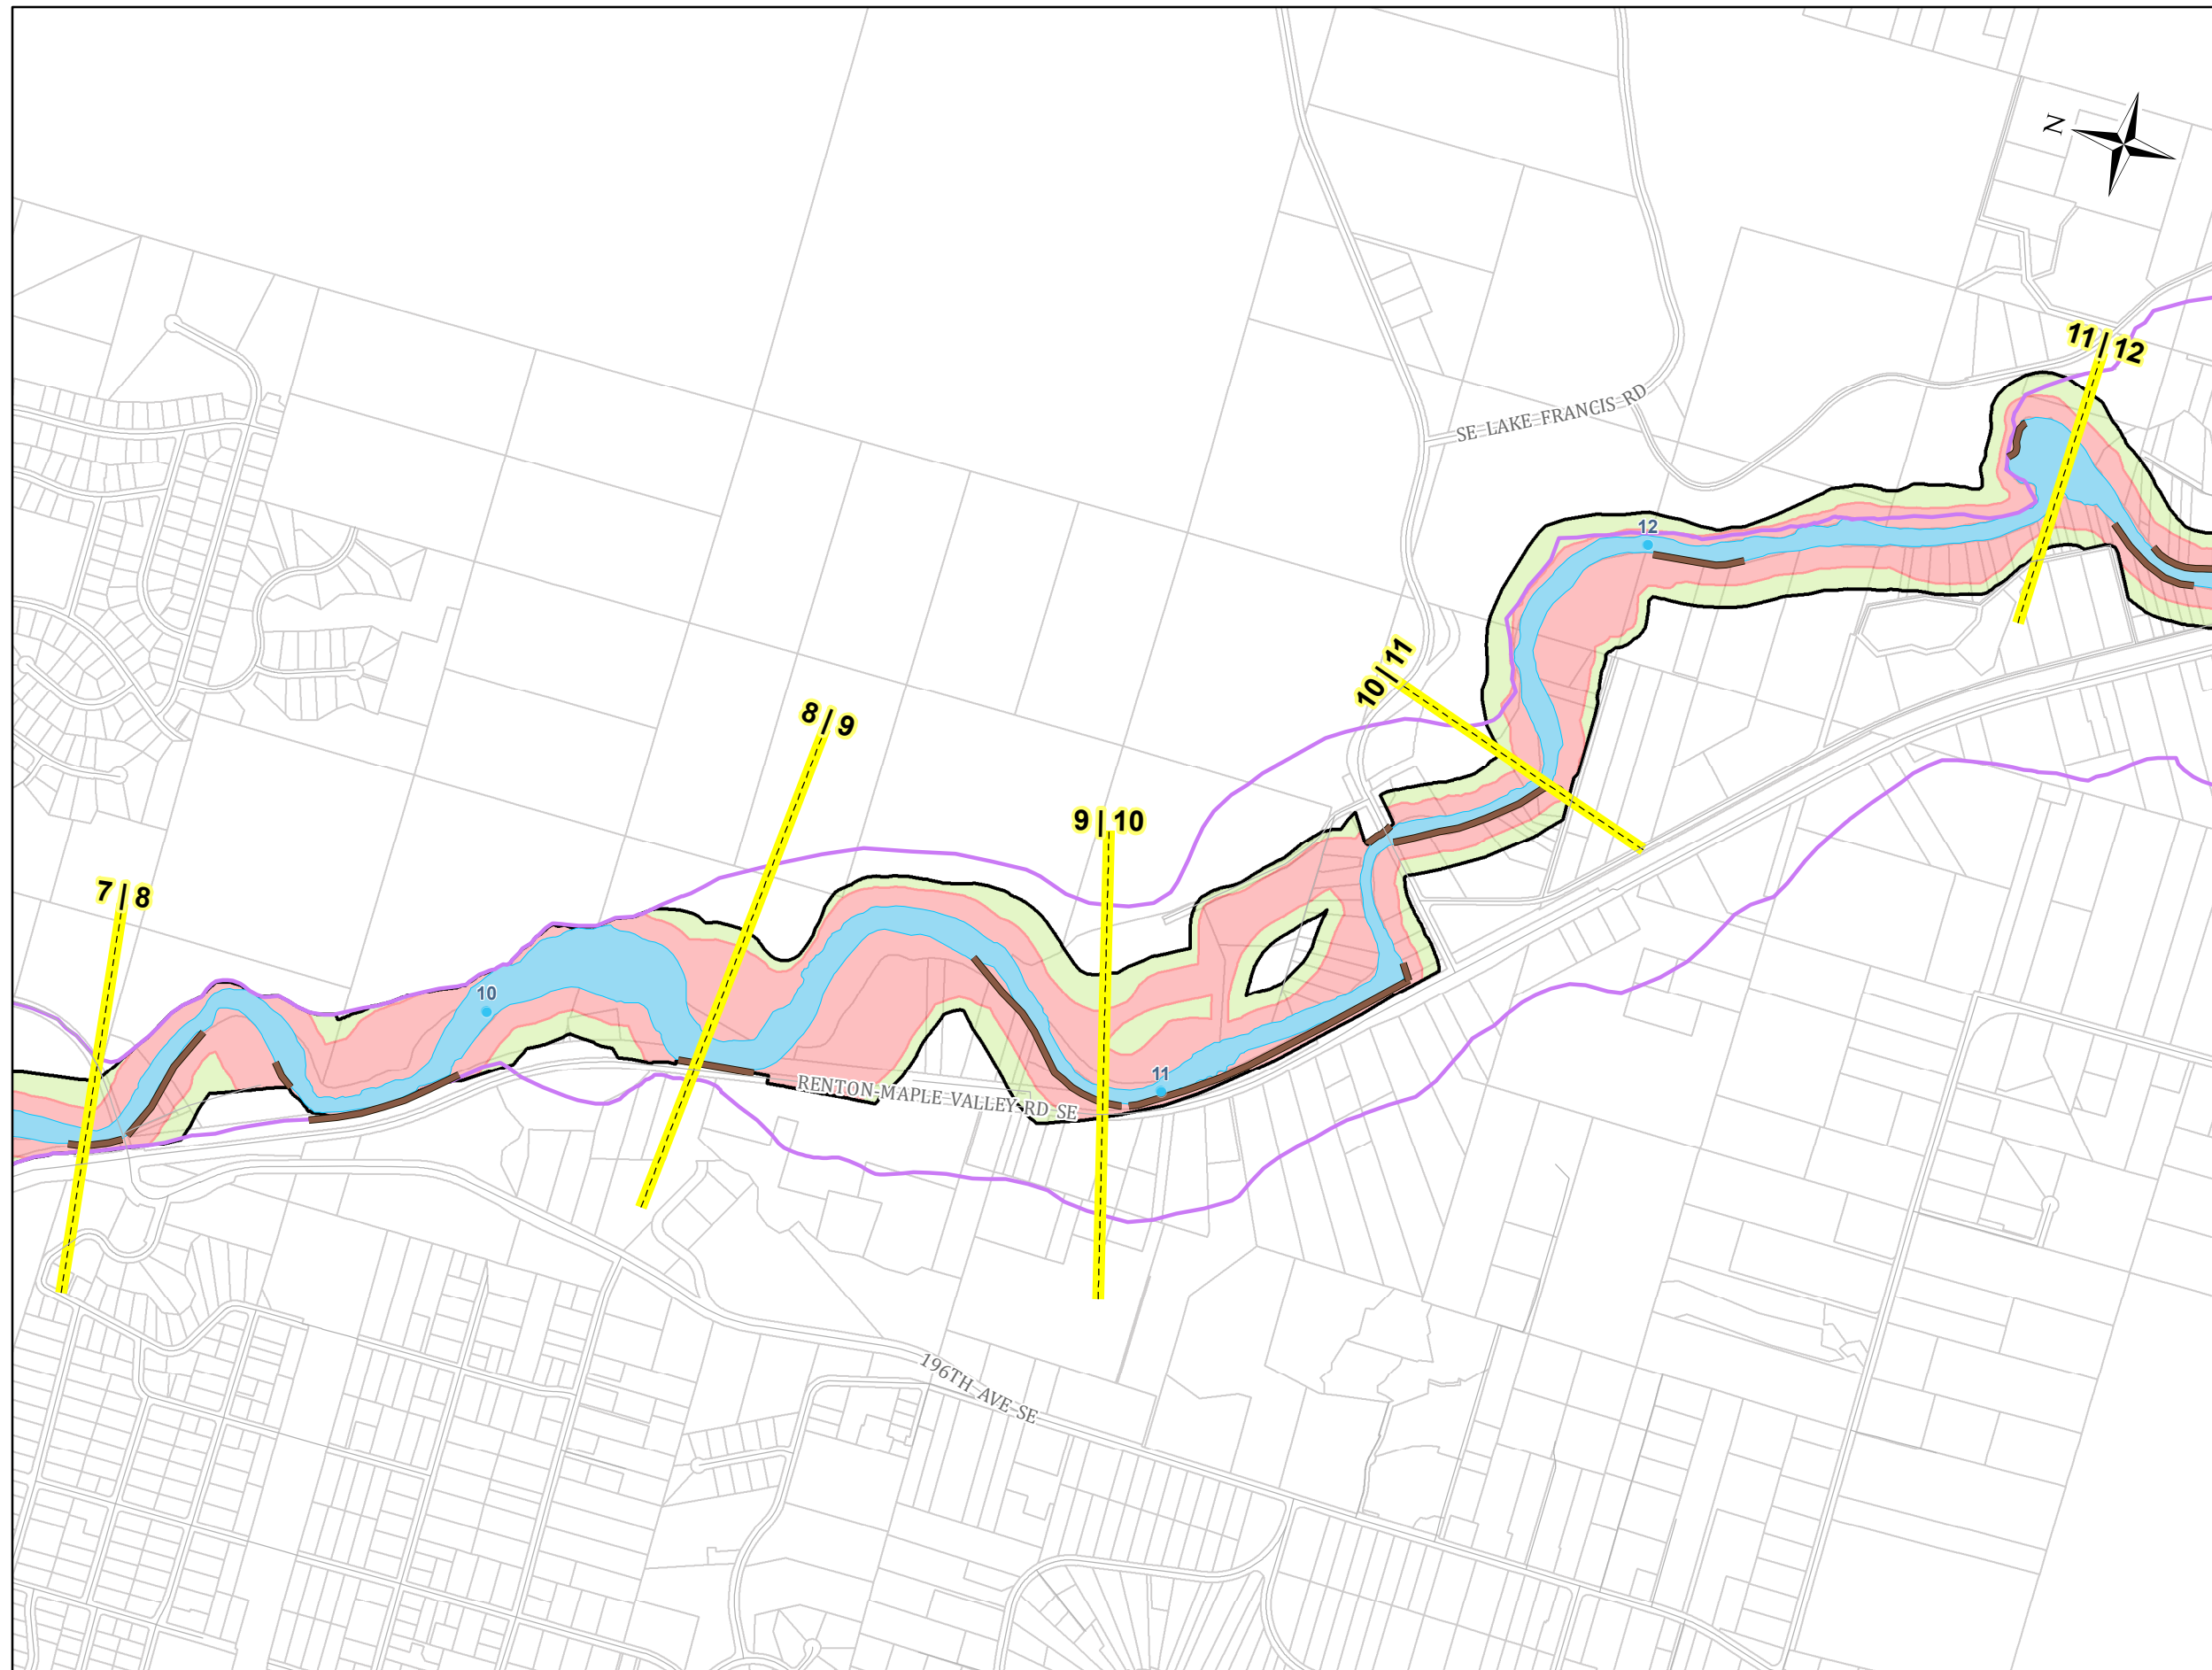 N
11 | 12
SE LAKE FRANCIS RD
12
10 | 11
8 | 9
9 | 10
7 | 8
10
11
RENTON-MAPLE VALLEY RD SE
196TH AVE SE